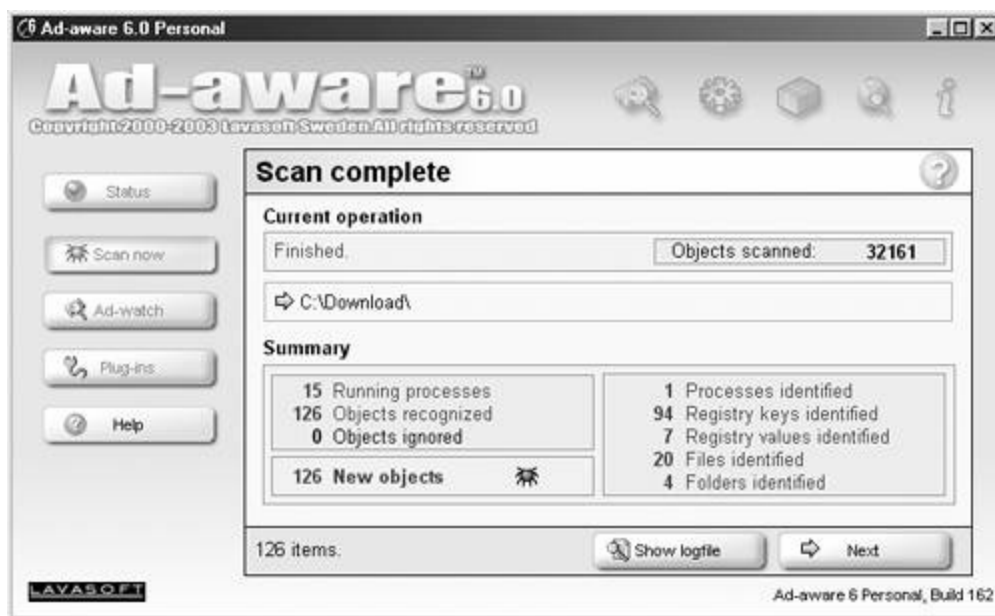 Ad-aware 6.0 Personal
Ad-aware 6.0
TM
Copyright 2000-2003 Lavasoft Sweden. All rights reserved
Status
Scan now
Ad-watch
Plug-ins
Help
Scan complete
Current operation
Finished.
Objects scanned: 32161
C:\Download\
Summary
15 Running processes
126 Objects recognized
0 Objects ignored
126 New objects
1 Processes identified
94 Registry keys identified
7 Registry values identified
20 Files identified
4 Folders identified
126 items.
Show logfile
Next
LAVASOFT
Ad-aware 6 Personal, Build 162